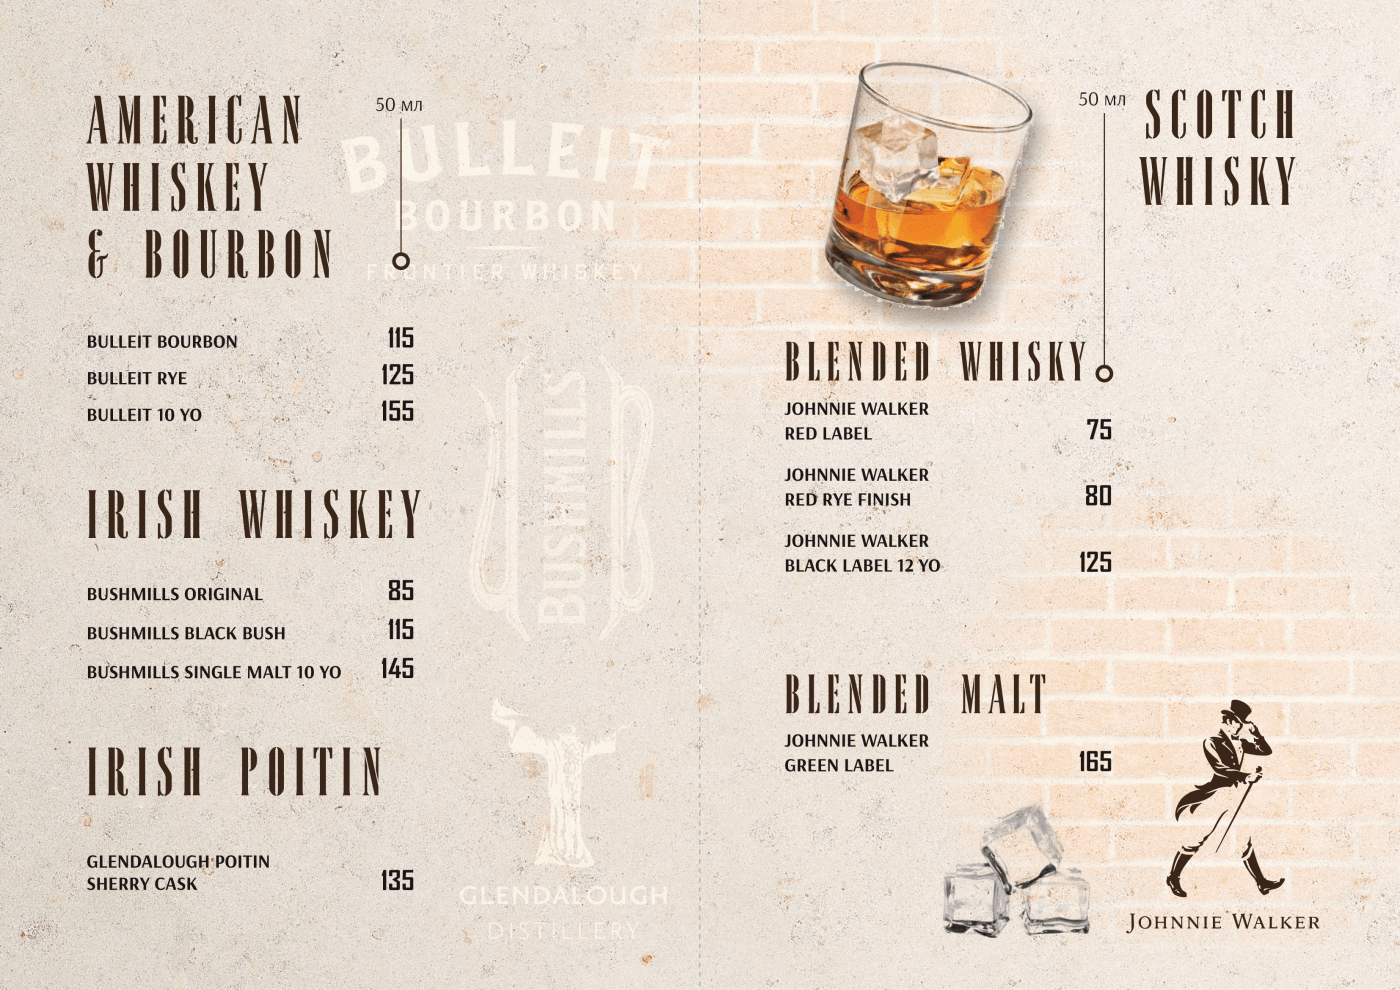 AMERICAN
WHISKEY
& BOURBON
50 мл
BULLEIT
BOURBON
FRONTIER WHISKEY
BULLEIT BOURBON 115
BULLEIT RYE 125
BULLEIT 10 YO 155
IRISH WHISKEY
BUSHMILLS
BUSHMILLS ORIGINAL 85
BUSHMILLS BLACK BUSH 115
BUSHMILLS SINGLE MALT 10 YO 145
IRISH POITIN
GLENDALOUGH POITIN
SHERRY CASK 135
GLENDALOUGH
DISTILLERY
50 мл
SCOTCH
WHISKY
BLENDED WHISKY
JOHNNIE WALKER
RED LABEL 75
JOHNNIE WALKER
RED RYE FINISH 80
JOHNNIE WALKER
BLACK LABEL 12 YO 125
BLENDED MALT
JOHNNIE WALKER
GREEN LABEL 165
JOHNNIE WALKER